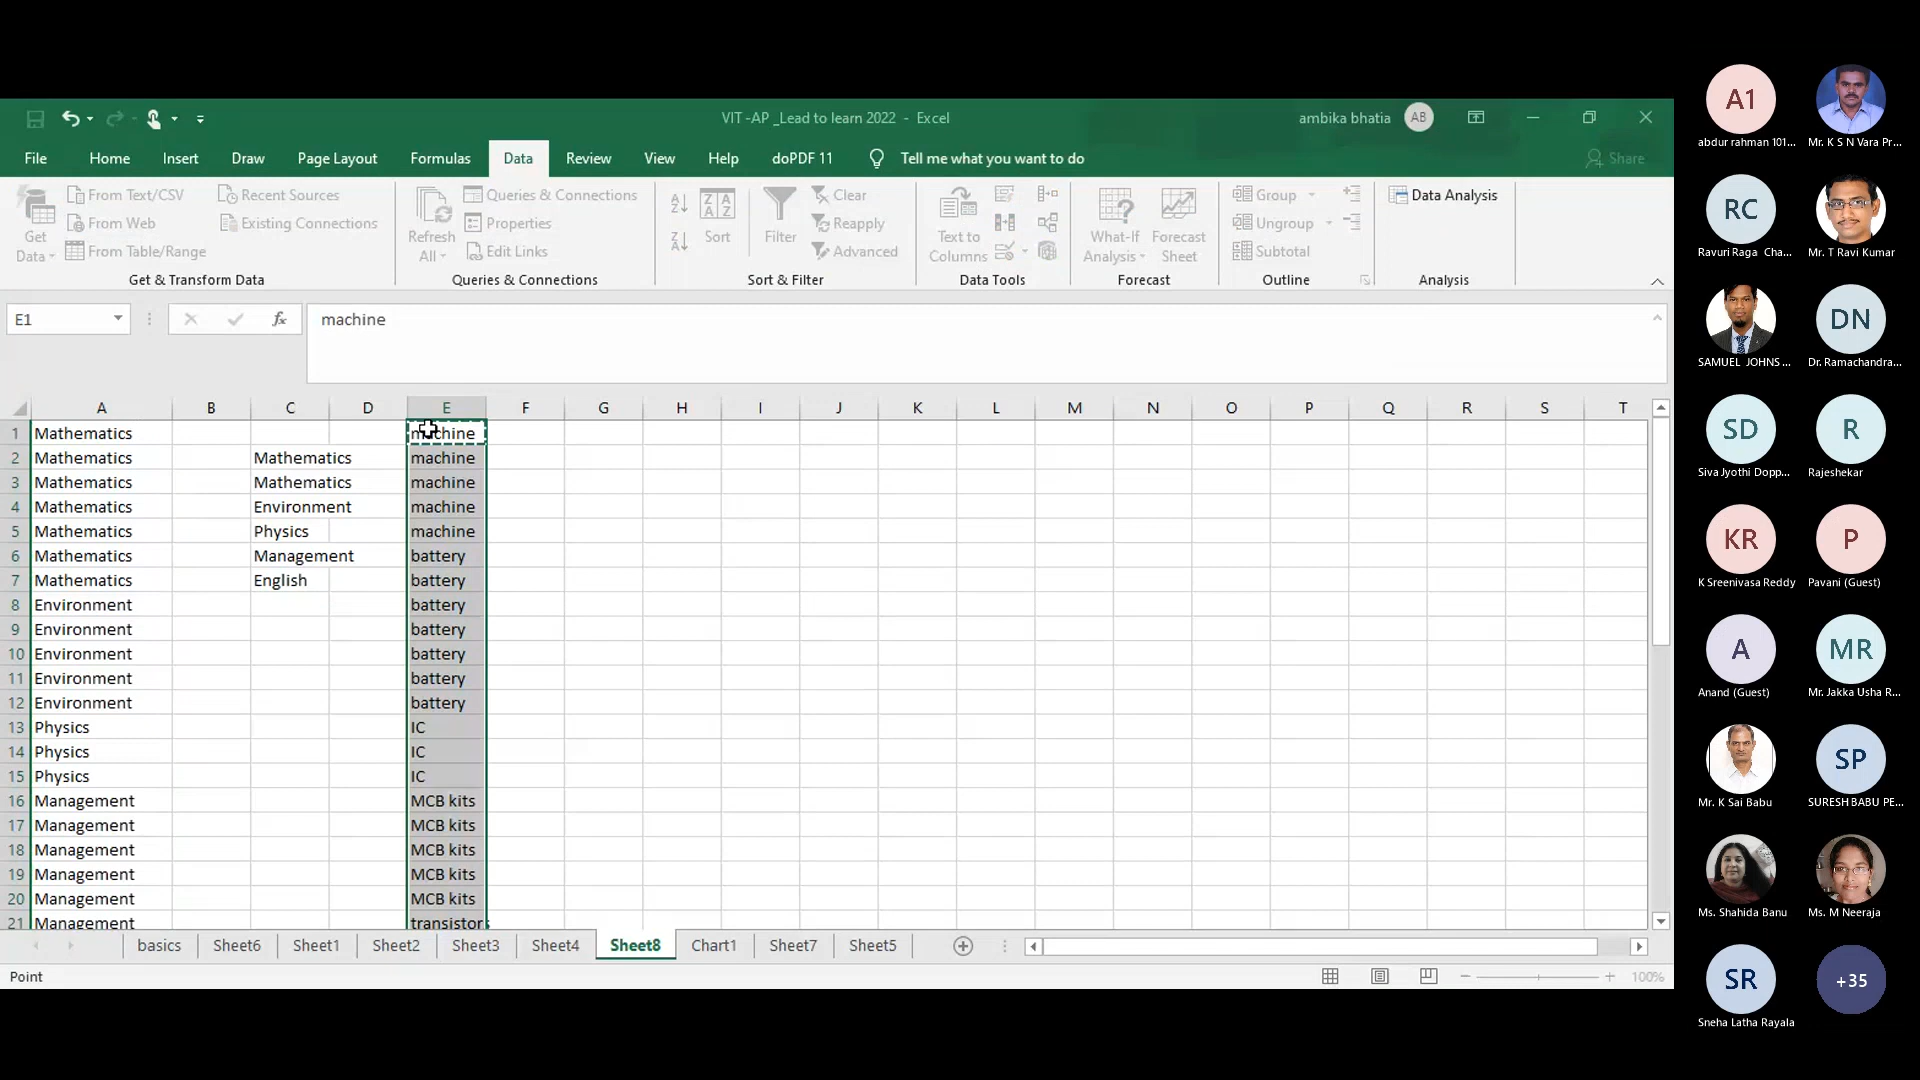 VIT -AP _Lead to learn 2022 - Excel
ambika bhatia AB
File Home Insert Draw Page Layout Formulas Data Review View Help doPDF 11 Tell me what you want to do Share
Get Data
From Text/CSV
From Web
From Table/Range
Recent Sources
Existing Connections
Get & Transform Data
Refresh All
Queries & Connections
Properties
Edit Links
Queries & Connections
Sort
Filter
Clear
Reapply
Advanced
Sort & Filter
Text to Columns
Data Tools
What-If Analysis
Forecast Sheet
Forecast
Group
Ungroup
Subtotal
Outline
Data Analysis
Analysis
E1 fx machine
A B C D E F G H I J K L M N O P Q R S T
1 Mathematics machine
2 Mathematics Mathematics machine
3 Mathematics Mathematics machine
4 Mathematics Environment machine
5 Mathematics Physics machine
6 Mathematics Management battery
7 Mathematics English battery
8 Environment battery
9 Environment battery
10 Environment battery
11 Environment battery
12 Environment battery
13 Physics IC
14 Physics IC
15 Physics IC
16 Management MCB kits
17 Management MCB kits
18 Management MCB kits
19 Management MCB kits
20 Management MCB kits
21 Management transistors
basics Sheet6 Sheet1 Sheet2 Sheet3 Sheet4 Sheet8 Chart1 Sheet7 Sheet5
Point 100%
A1
abdur rahman 101... Mr. K S N Vara Pr...
RC
Ravuri Raga Cha... Mr. T Ravi Kumar
DN
SAMUEL JOHNS ... Dr. Ramachandra...
SD R
Siva Jyothi Dopp... Rajeshekar
KR P
K Sreenivasa Reddy Pavani (Guest)
A MR
Anand (Guest) Mr. Jakka Usha R...
SP
Mr. K Sai Babu SURESH BABU PE...
Ms. Shahida Banu Ms. M Neeraja
SR +35
Sneha Latha Rayala